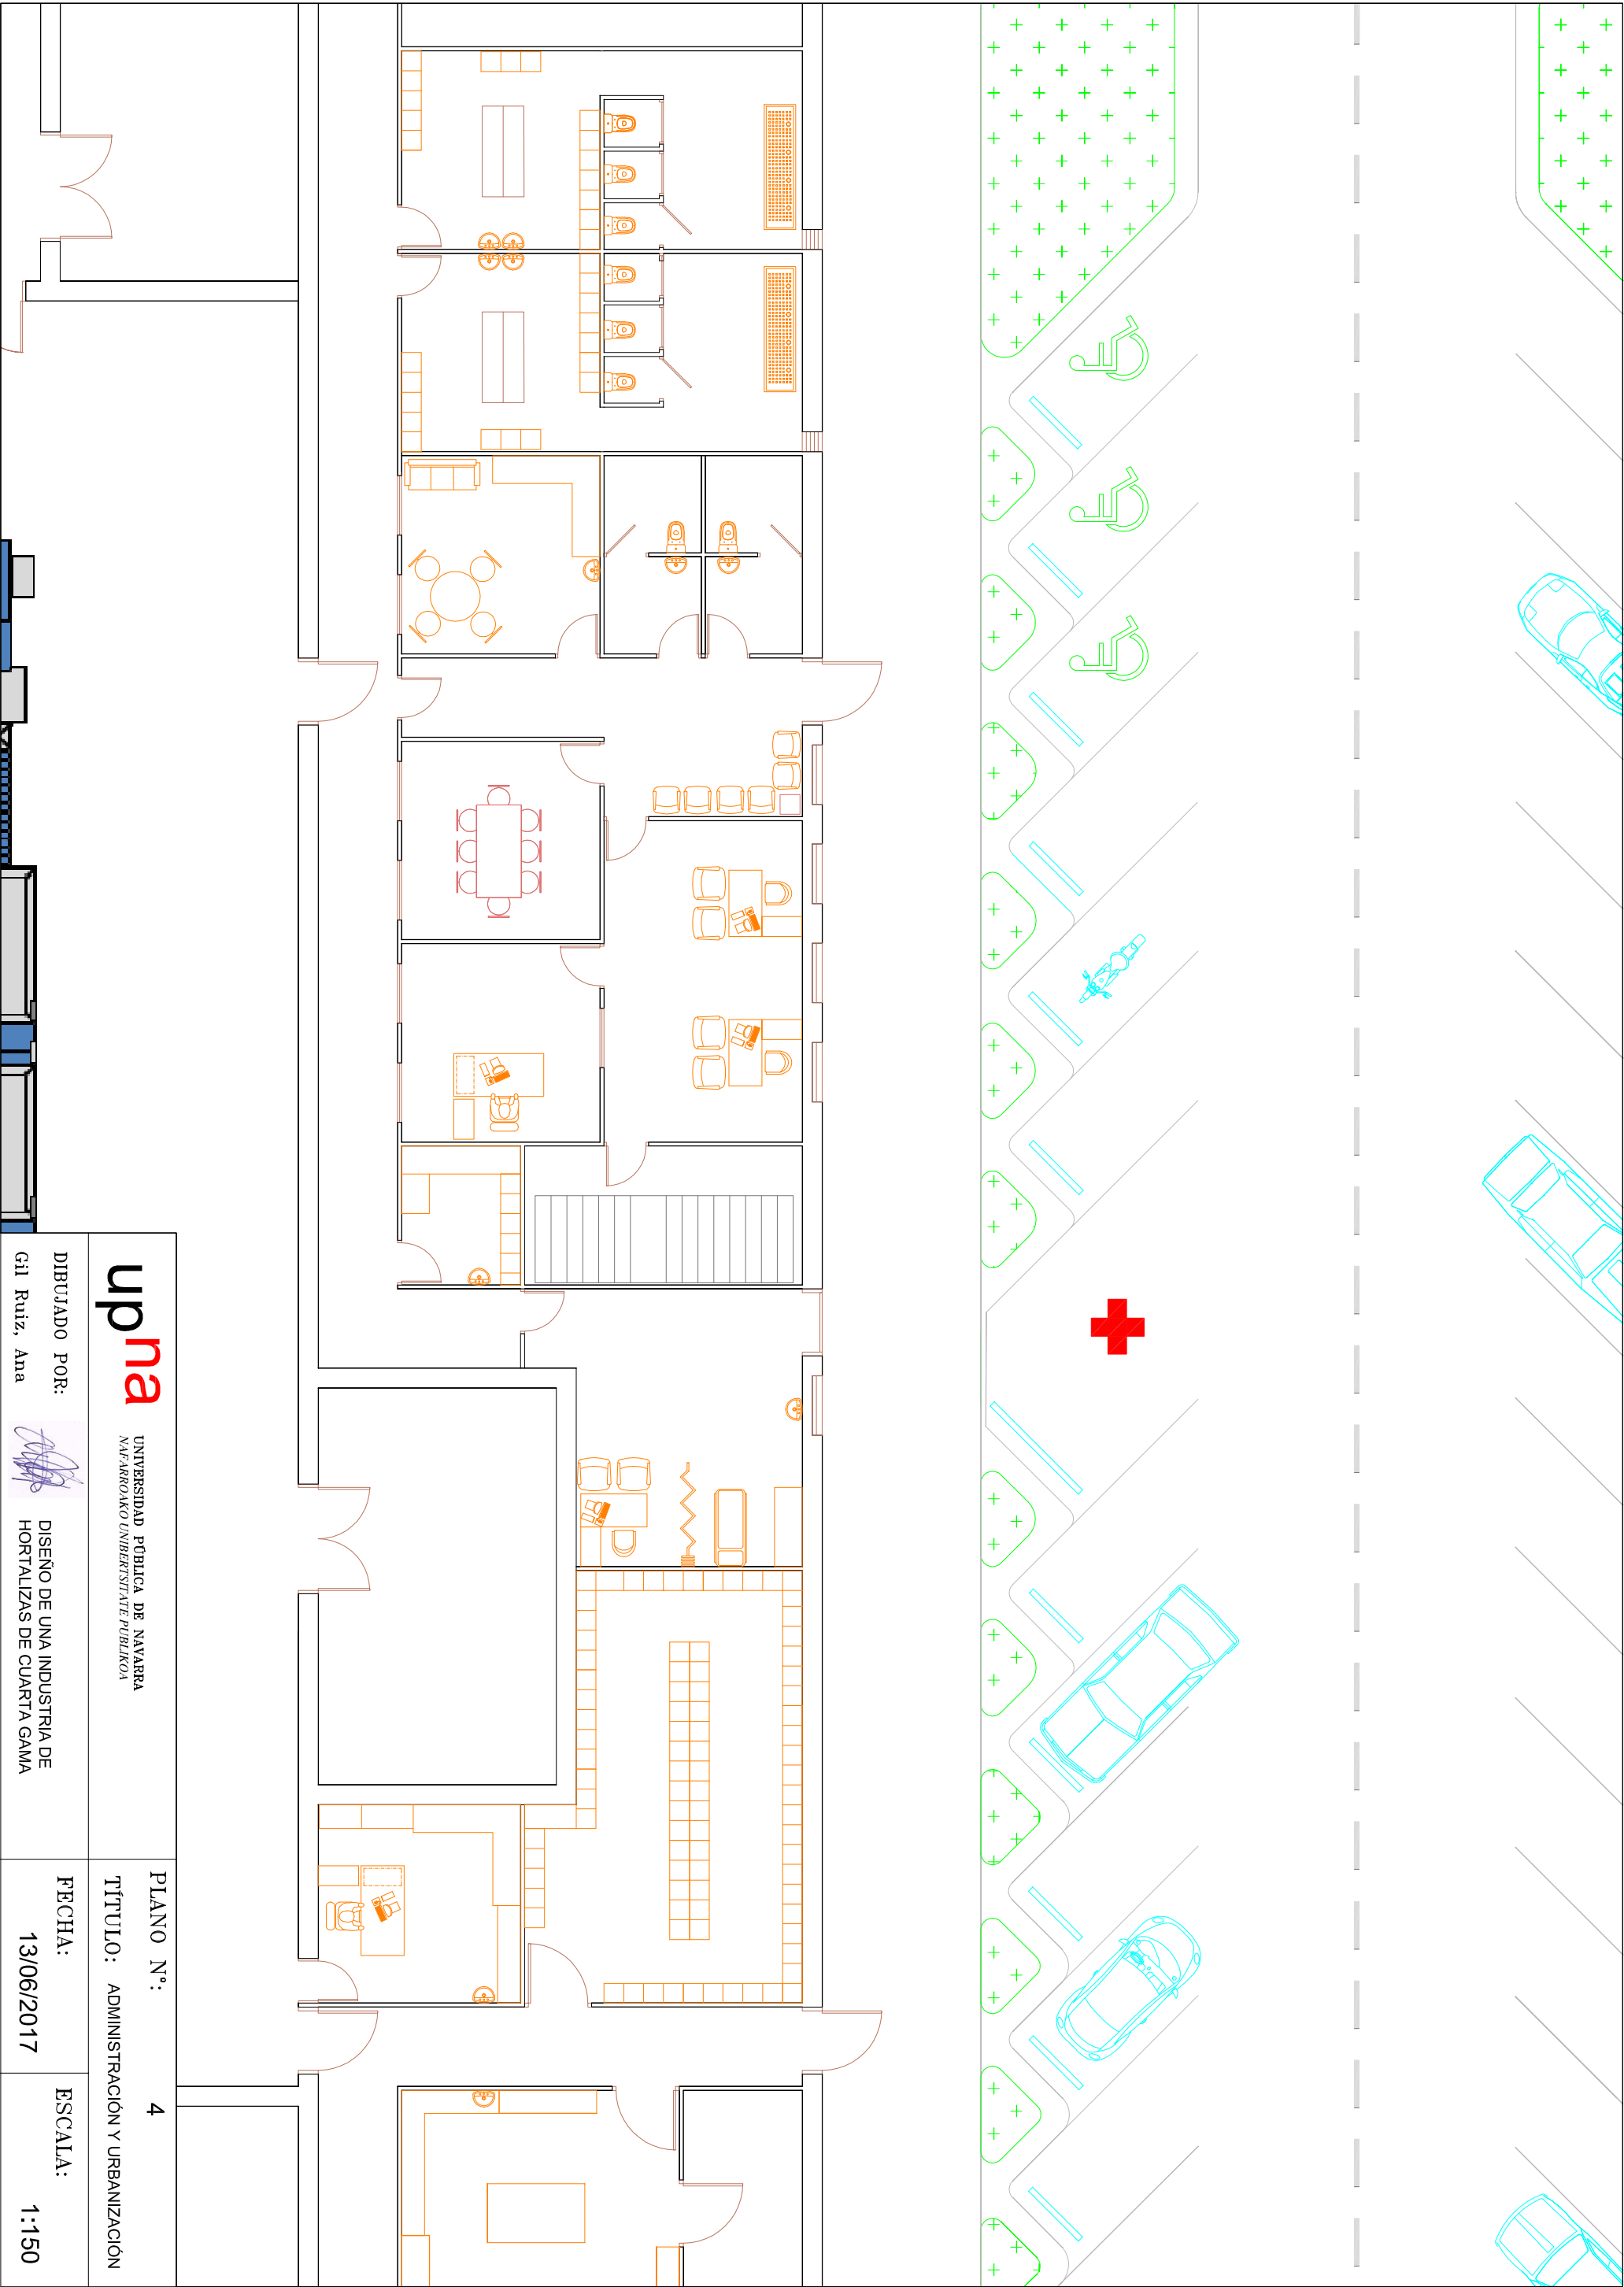 upna
UNIVERSIDAD PÚBLICA DE NAVARRA
NAFARROAKO UNIBERTSITATE PUBLIKOA
PLANO Nº: 4
TÍTULO: ADMINISTRACIÓN Y URBANIZACIÓN
DIBUJADO POR:
Gil Ruiz, Ana
DISEÑO DE UNA INDUSTRIA DE
HORTALIZAS DE CUARTA GAMA
FECHA:
13/06/2017
ESCALA:
1:150